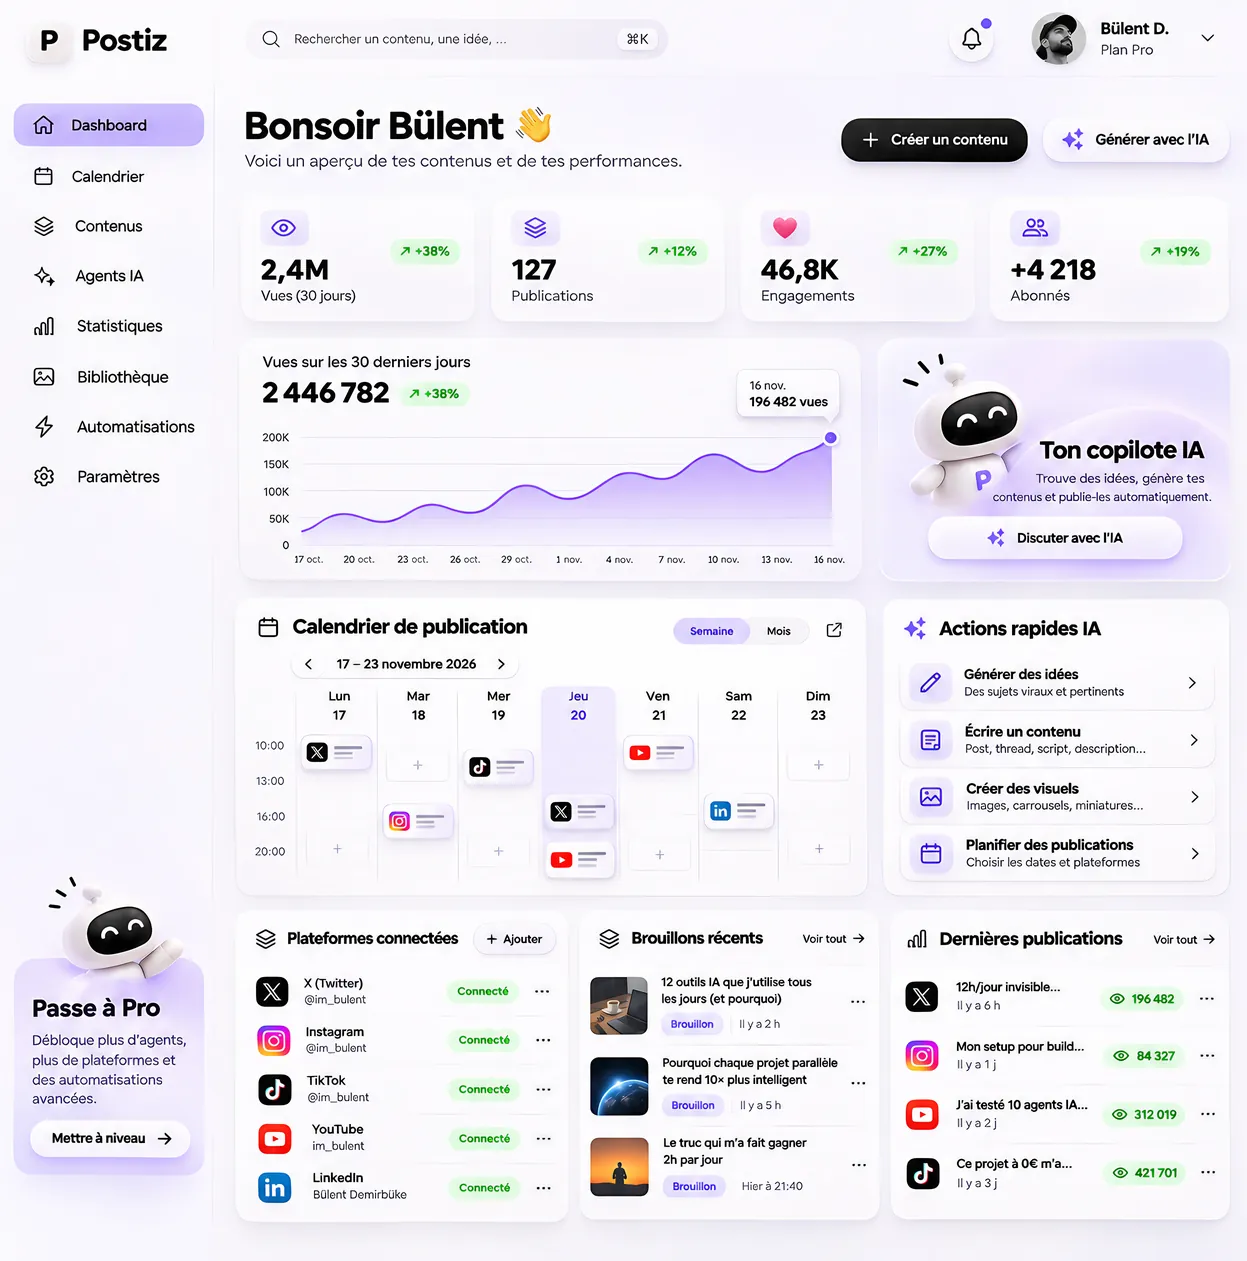 P Postiz
Rechercher un contenu, une idée, ...
⌘K
Bülent D.
Plan Pro
Dashboard
Calendrier
Contenus
Agents IA
Statistiques
Bibliothèque
Automatisations
Paramètres
Passe à Pro
Débloque plus d'agents,
plus de plateformes et
des automatisations
avancées.
Mettre à niveau →
Bonsoir Bülent 👋
Voici un aperçu de tes contenus et de tes performances.
+ Créer un contenu
Générer avec l'IA
2,4M
↗ +38%
Vues (30 jours)
127
↗ +12%
Publications
46,8K
↗ +27%
Engagements
+4 218
↗ +19%
Abonnés
Vues sur les 30 derniers jours
2 446 782
↗ +38%
16 nov.
196 482 vues
200K
150K
100K
50K
0
17 oct. 20 oct. 23 oct. 26 oct. 29 oct. 1 nov. 4 nov. 7 nov. 10 nov. 13 nov. 16 nov.
P
Ton copilote IA
Trouve des idées, génère tes
contenus et publie-les automatiquement.
Discuter avec l'IA
Calendrier de publication
Semaine
Mois
17 – 23 novembre 2026
Lun Mar Mer Jeu Ven Sam Dim
17 18 19 20 21 22 23
10:00
13:00
16:00
20:00
Actions rapides IA
Générer des idées
Des sujets viraux et pertinents
Écrire un contenu
Post, thread, script, description...
Créer des visuels
Images, carrousels, miniatures...
Planifier des publications
Choisir les dates et plateformes
Plateformes connectées
+ Ajouter
X (Twitter)
@im_bulent
Connecté
Instagram
@im_bulent
Connecté
TikTok
@im_bulent
Connecté
YouTube
im_bulent
Connecté
LinkedIn
Bülent Demirbüke
Connecté
Brouillons récents
Voir tout →
12 outils IA que j'utilise tous
les jours (et pourquoi)
Brouillon
Il y a 2 h
Pourquoi chaque projet parallèle
te rend 10× plus intelligent
Brouillon
Il y a 5 h
Le truc qui m'a fait gagner
2h par jour
Brouillon
Hier à 21:40
Dernières publications
Voir tout →
12h/jour invisible...
Il y a 6 h
196 482
Mon setup pour build...
Il y a 1 j
84 327
J'ai testé 10 agents IA...
Il y a 2 j
312 019
Ce projet à 0€ m'a...
Il y a 3 j
421 701